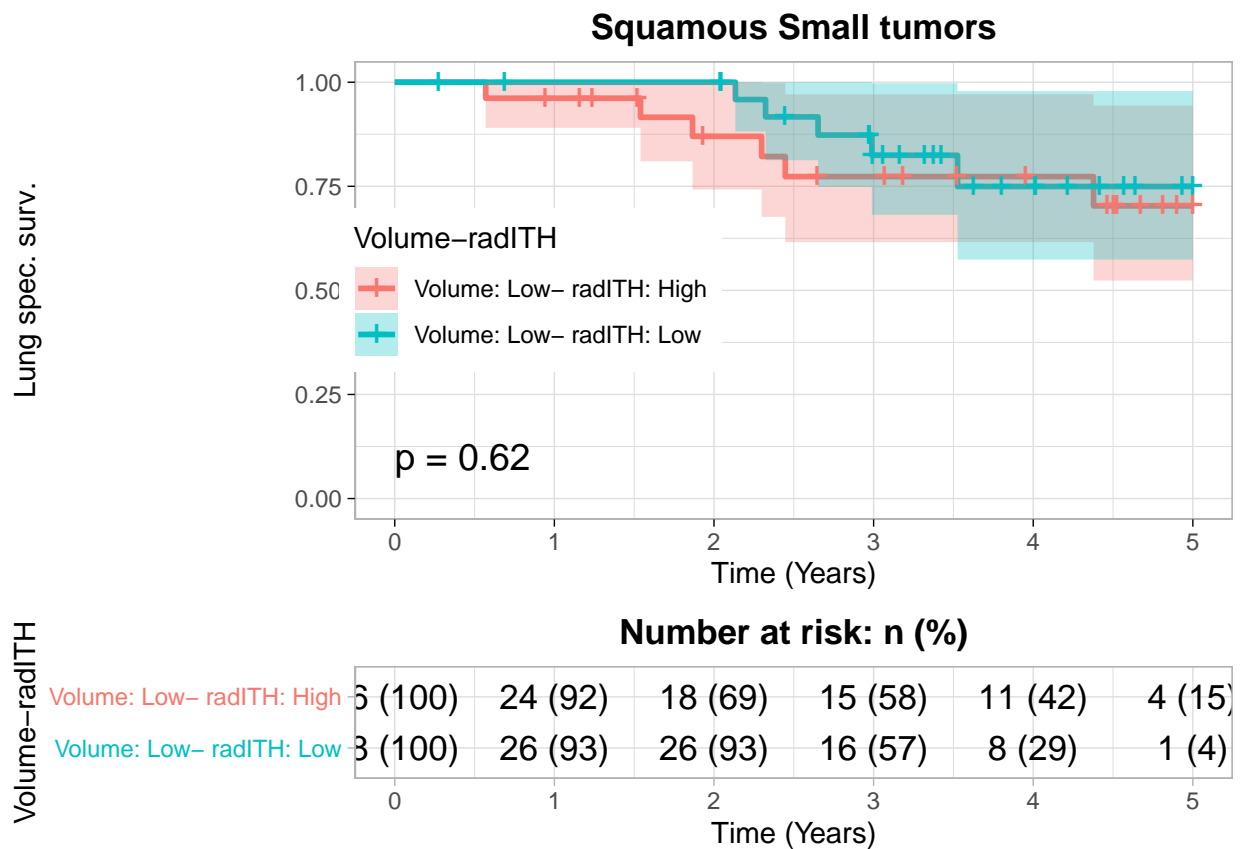 Squamous Small tumors
Lung spec. surv.
1.00
0.75
0.50
0.25
0.00
Volume−radITH
Volume: Low− radITH: High
Volume: Low− radITH: Low
p = 0.62
0 1 2 3 4 5
Time (Years)
Number at risk: n (%)
Volume−radITH
Volume: Low− radITH: High 6 (100) 24 (92) 18 (69) 15 (58) 11 (42) 4 (15)
Volume: Low− radITH: Low 8 (100) 26 (93) 26 (93) 16 (57) 8 (29) 1 (4)
0 1 2 3 4 5
Time (Years)